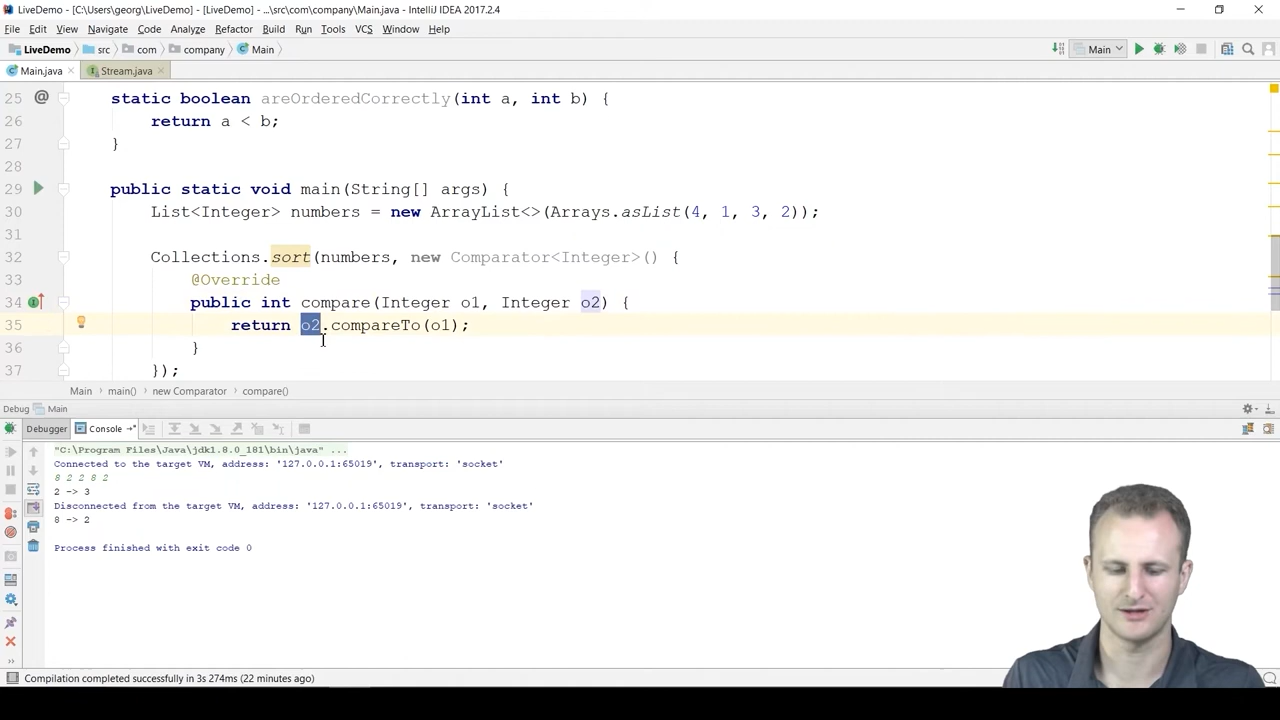 LiveDemo - [C:\Users\georg\LiveDemo] - [LiveDemo] - ...\src\com\company\Main.java - IntelliJ IDEA 2017.2.4
File Edit View Navigate Code Analyze Refactor Build Run Tools VCS Window Help
LiveDemo src com company Main Main
Main.java Stream.java
25 static boolean areOrderedCorrectly(int a, int b) {
26 return a < b;
27 }
28
29 public static void main(String[] args) {
30 List<Integer> numbers = new ArrayList<>(Arrays.asList(4, 1, 3, 2));
31
32 Collections.sort(numbers, new Comparator<Integer>() {
33 @Override
34 public int compare(Integer o1, Integer o2) {
35 return o2.compareTo(o1);
36 }
37 });
Main main() new Comparator compare()
Debug Main
Debugger Console
"C:\Program Files\Java\jdk1.8.0_181\bin\java" ...
Connected to the target VM, address: '127.0.0.1:65019', transport: 'socket'
8 2 2 8 2
2 -> 3
Disconnected from the target VM, address: '127.0.0.1:65019', transport: 'socket'
8 -> 2
Process finished with exit code 0
Compilation completed successfully in 3s 274ms (22 minutes ago)